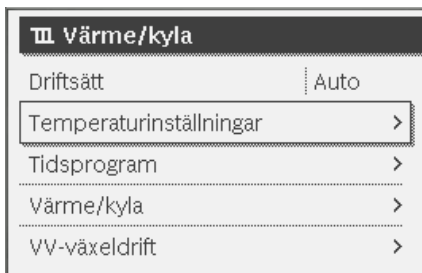 Värme/kyla
Driftsätt Auto
Temperaturinställningar >
Tidsprogram >
Värme/kyla >
VV-växeldrift >